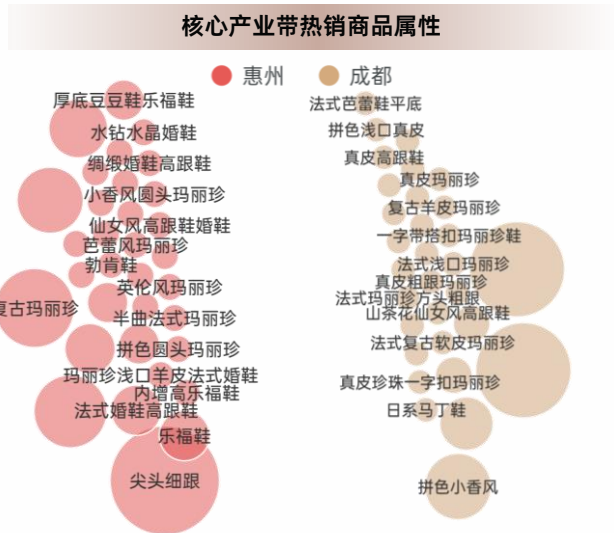 核心产业带热销商品属性
惠州
成都
厚底豆豆鞋乐福鞋
水钻水晶婚鞋
绸缎婚鞋高跟鞋
小香风圆头玛丽珍
仙女风高跟鞋婚鞋
芭蕾风玛丽珍
勃肯鞋
英伦风玛丽珍
复古玛丽珍
半曲法式玛丽珍
拼色圆头玛丽珍
玛丽珍浅口羊皮法式婚鞋
内增高乐福鞋
法式婚鞋高跟鞋
乐福鞋
尖头细跟
法式芭蕾鞋平底
拼色浅口真皮
真皮高跟鞋
真皮玛丽珍
复古羊皮玛丽珍
一字带搭扣玛丽珍鞋
法式浅口玛丽珍
真皮粗跟玛丽珍
法式玛丽珍方头粗跟
山茶花仙女风高跟鞋
法式复古软皮玛丽珍
真皮珍珠一字扣玛丽珍
日系马丁鞋
拼色小香风